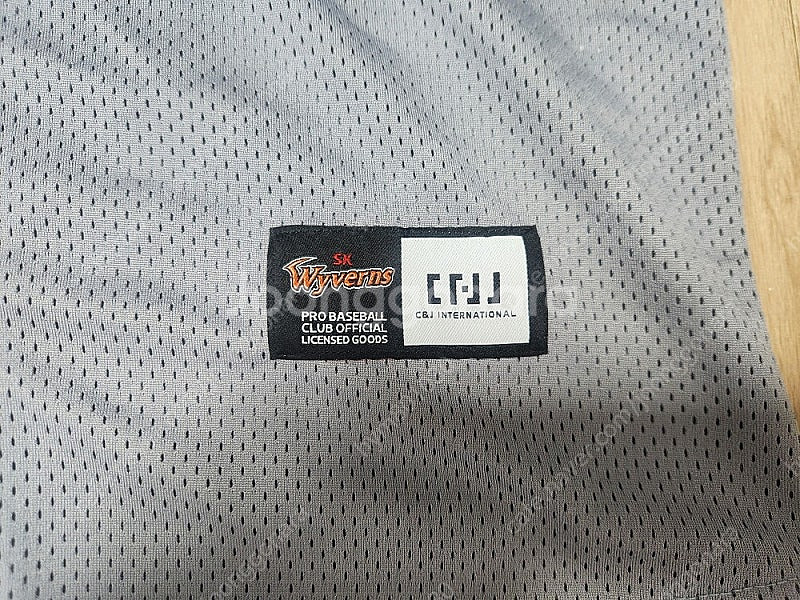 SK
Wyverns
PRO BASEBALL
CLUB OFFICIAL
LICENSED GOODS
C&J
C&J INTERNATIONAL